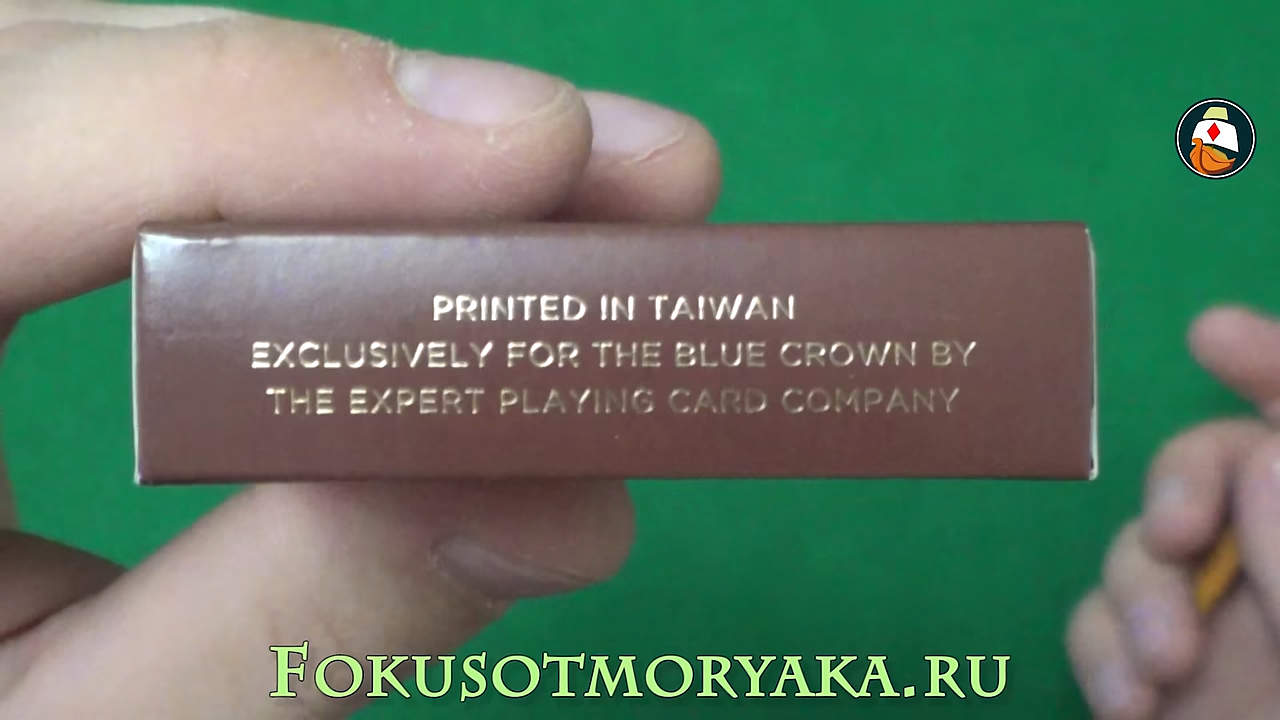 PRINTED IN TAIWAN
EXCLUSIVELY FOR THE BLUE CROWN BY
THE EXPERT PLAYING CARD COMPANY
FOKUSOTMORYAKA.RU